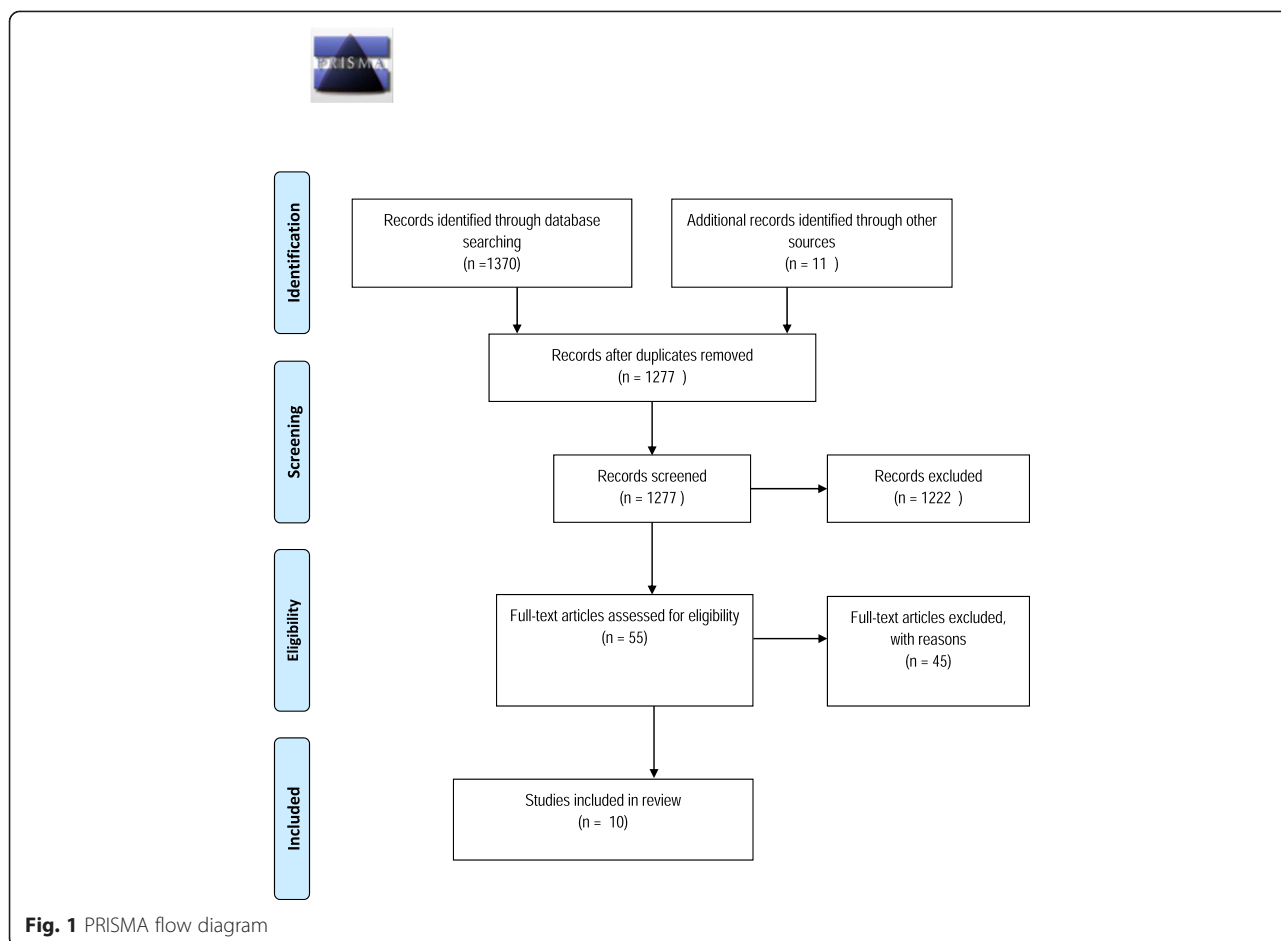 PRISMA
Identification
Records identified through database
searching
(n =1370)
Additional records identified through other
sources
(n = 11 )
Records after duplicates removed
(n = 1277 )
Screening
Records screened
(n = 1277 )
Records excluded
(n = 1222 )
Eligibility
Full-text articles assessed for eligibility
(n = 55)
Full-text articles excluded,
with reasons
(n = 45)
Included
Studies included in review
(n = 10)
Fig. 1 PRISMA flow diagram